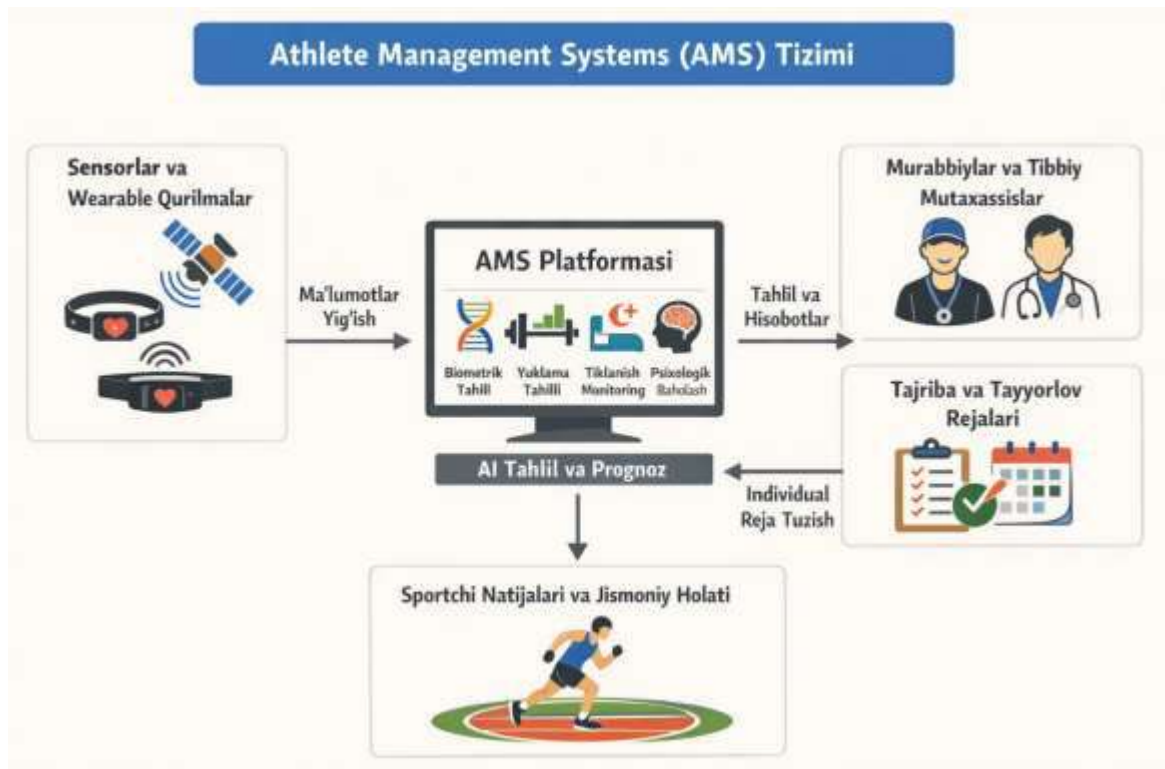 Athlete Management Systems (AMS) Tizimi
Sensorlar va
Wearable Qurilmalar
Ma'lumotlar
Yig'ish
AMS Platformasi
Biometrik
Tahlil
Yuklama
Tahlili
Tiklanish
Monitoring
Psixologik
Baholash
AI Tahlil va Prognoz
Tahlil va
Hisobotlar
Murabbiylar va Tibbiy
Mutaxassislar
Tajriba va Tayyorlov
Rejalari
Individual
Reja Tuzish
Sportchi Natijalari va Jismoniy Holati